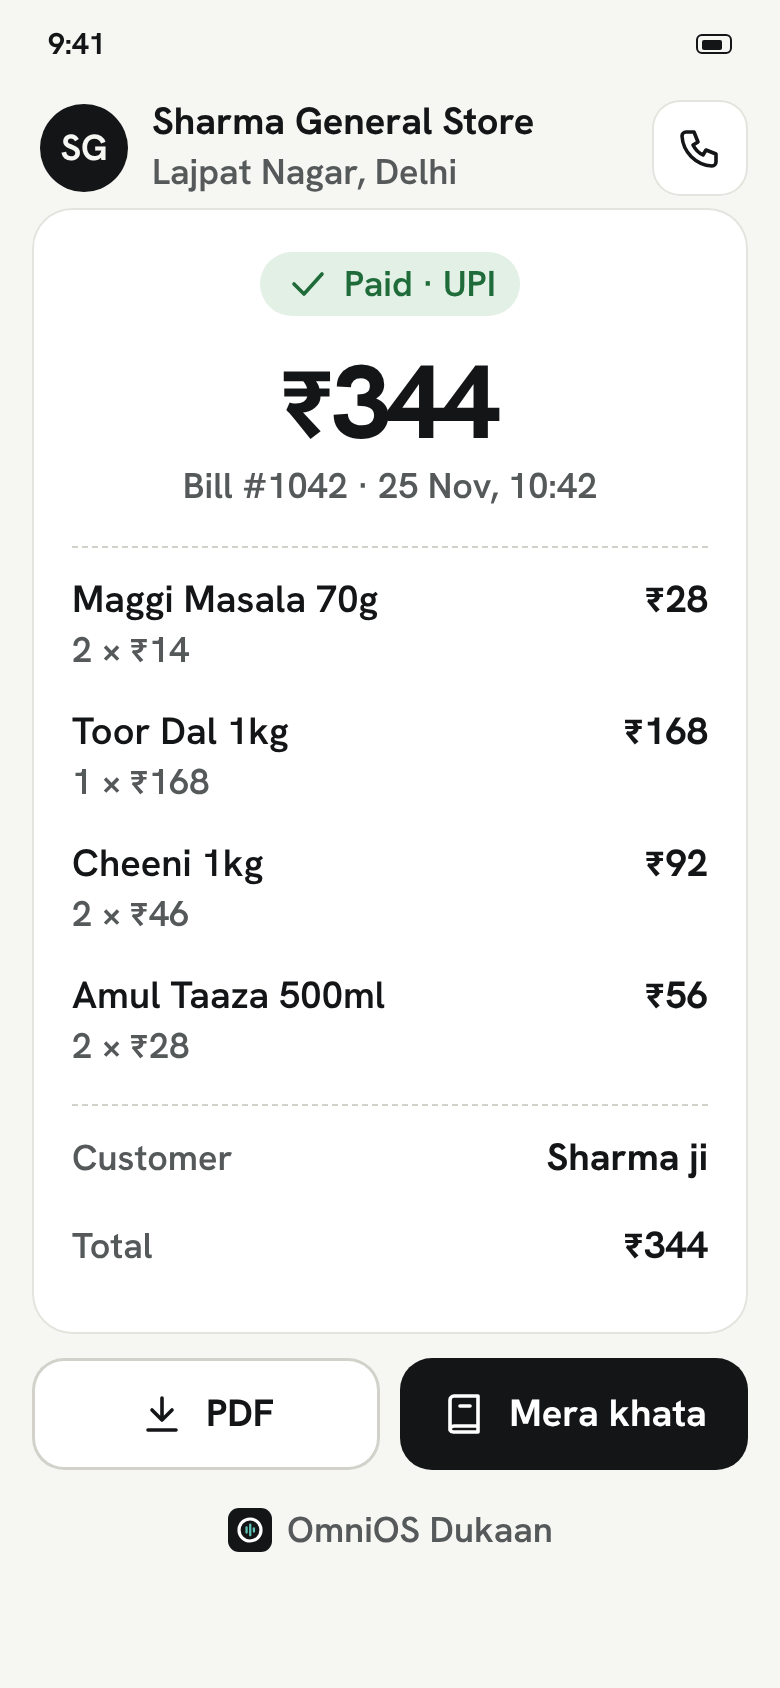 9:41
SG
Sharma General Store
Lajpat Nagar, Delhi
Paid · UPI
₹344
Bill #1042 · 25 Nov, 10:42
Maggi Masala 70g ₹28
2 × ₹14
Toor Dal 1kg ₹168
1 × ₹168
Cheeni 1kg ₹92
2 × ₹46
Amul Taaza 500ml ₹56
2 × ₹28
Customer Sharma ji
Total ₹344
PDF
Mera khata
OmniOS Dukaan